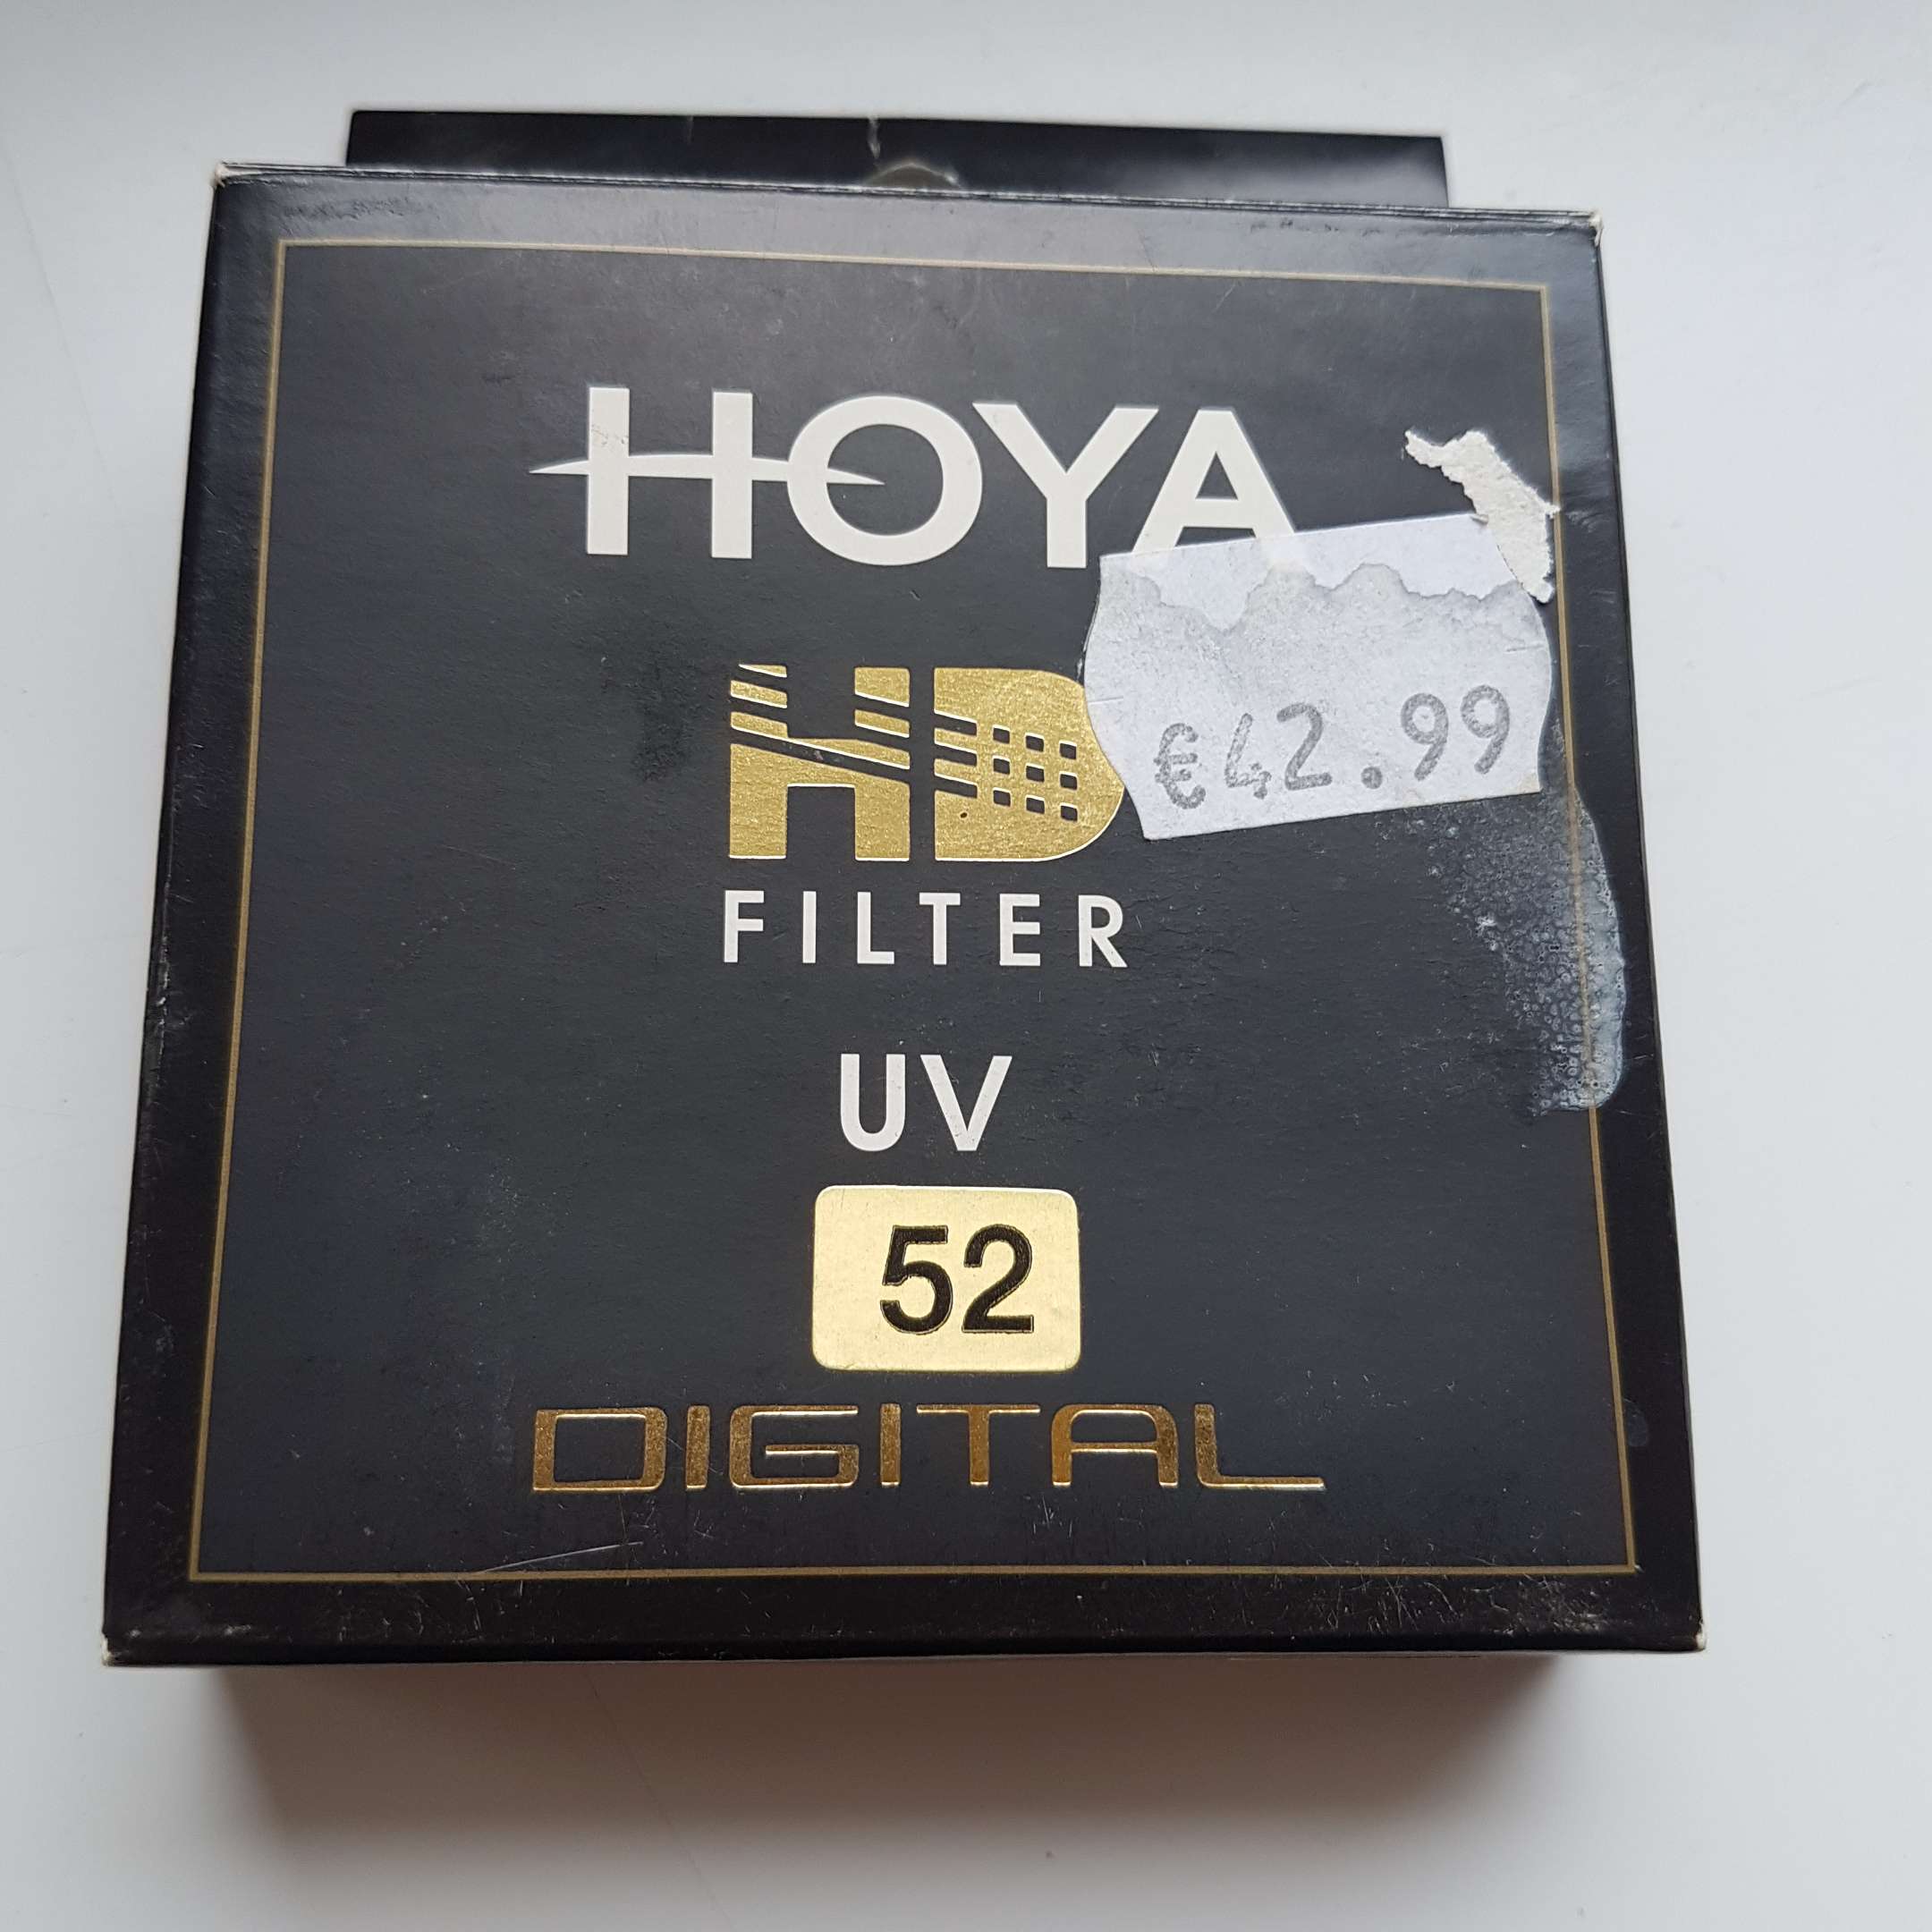 HOYA
HD
€42.99
FILTER
UV
52
DIGITAL